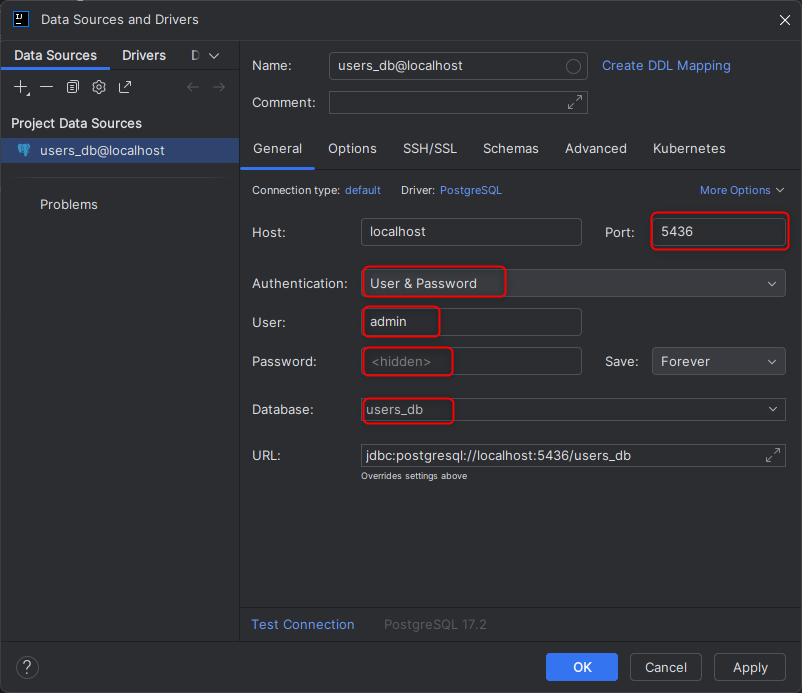 Data Sources and Drivers
Data Sources Drivers D
Project Data Sources
users_db@localhost
Problems
Name: users_db@localhost Create DDL Mapping
Comment:
General Options SSH/SSL Schemas Advanced Kubernetes
Connection type: default Driver: PostgreSQL More Options
Host: localhost Port: 5436
Authentication: User & Password
User: admin
Password: <hidden> Save: Forever
Database: users_db
URL: jdbc:postgresql://localhost:5436/users_db
Overrides settings above
Test Connection PostgreSQL 17.2
? OK Cancel Apply